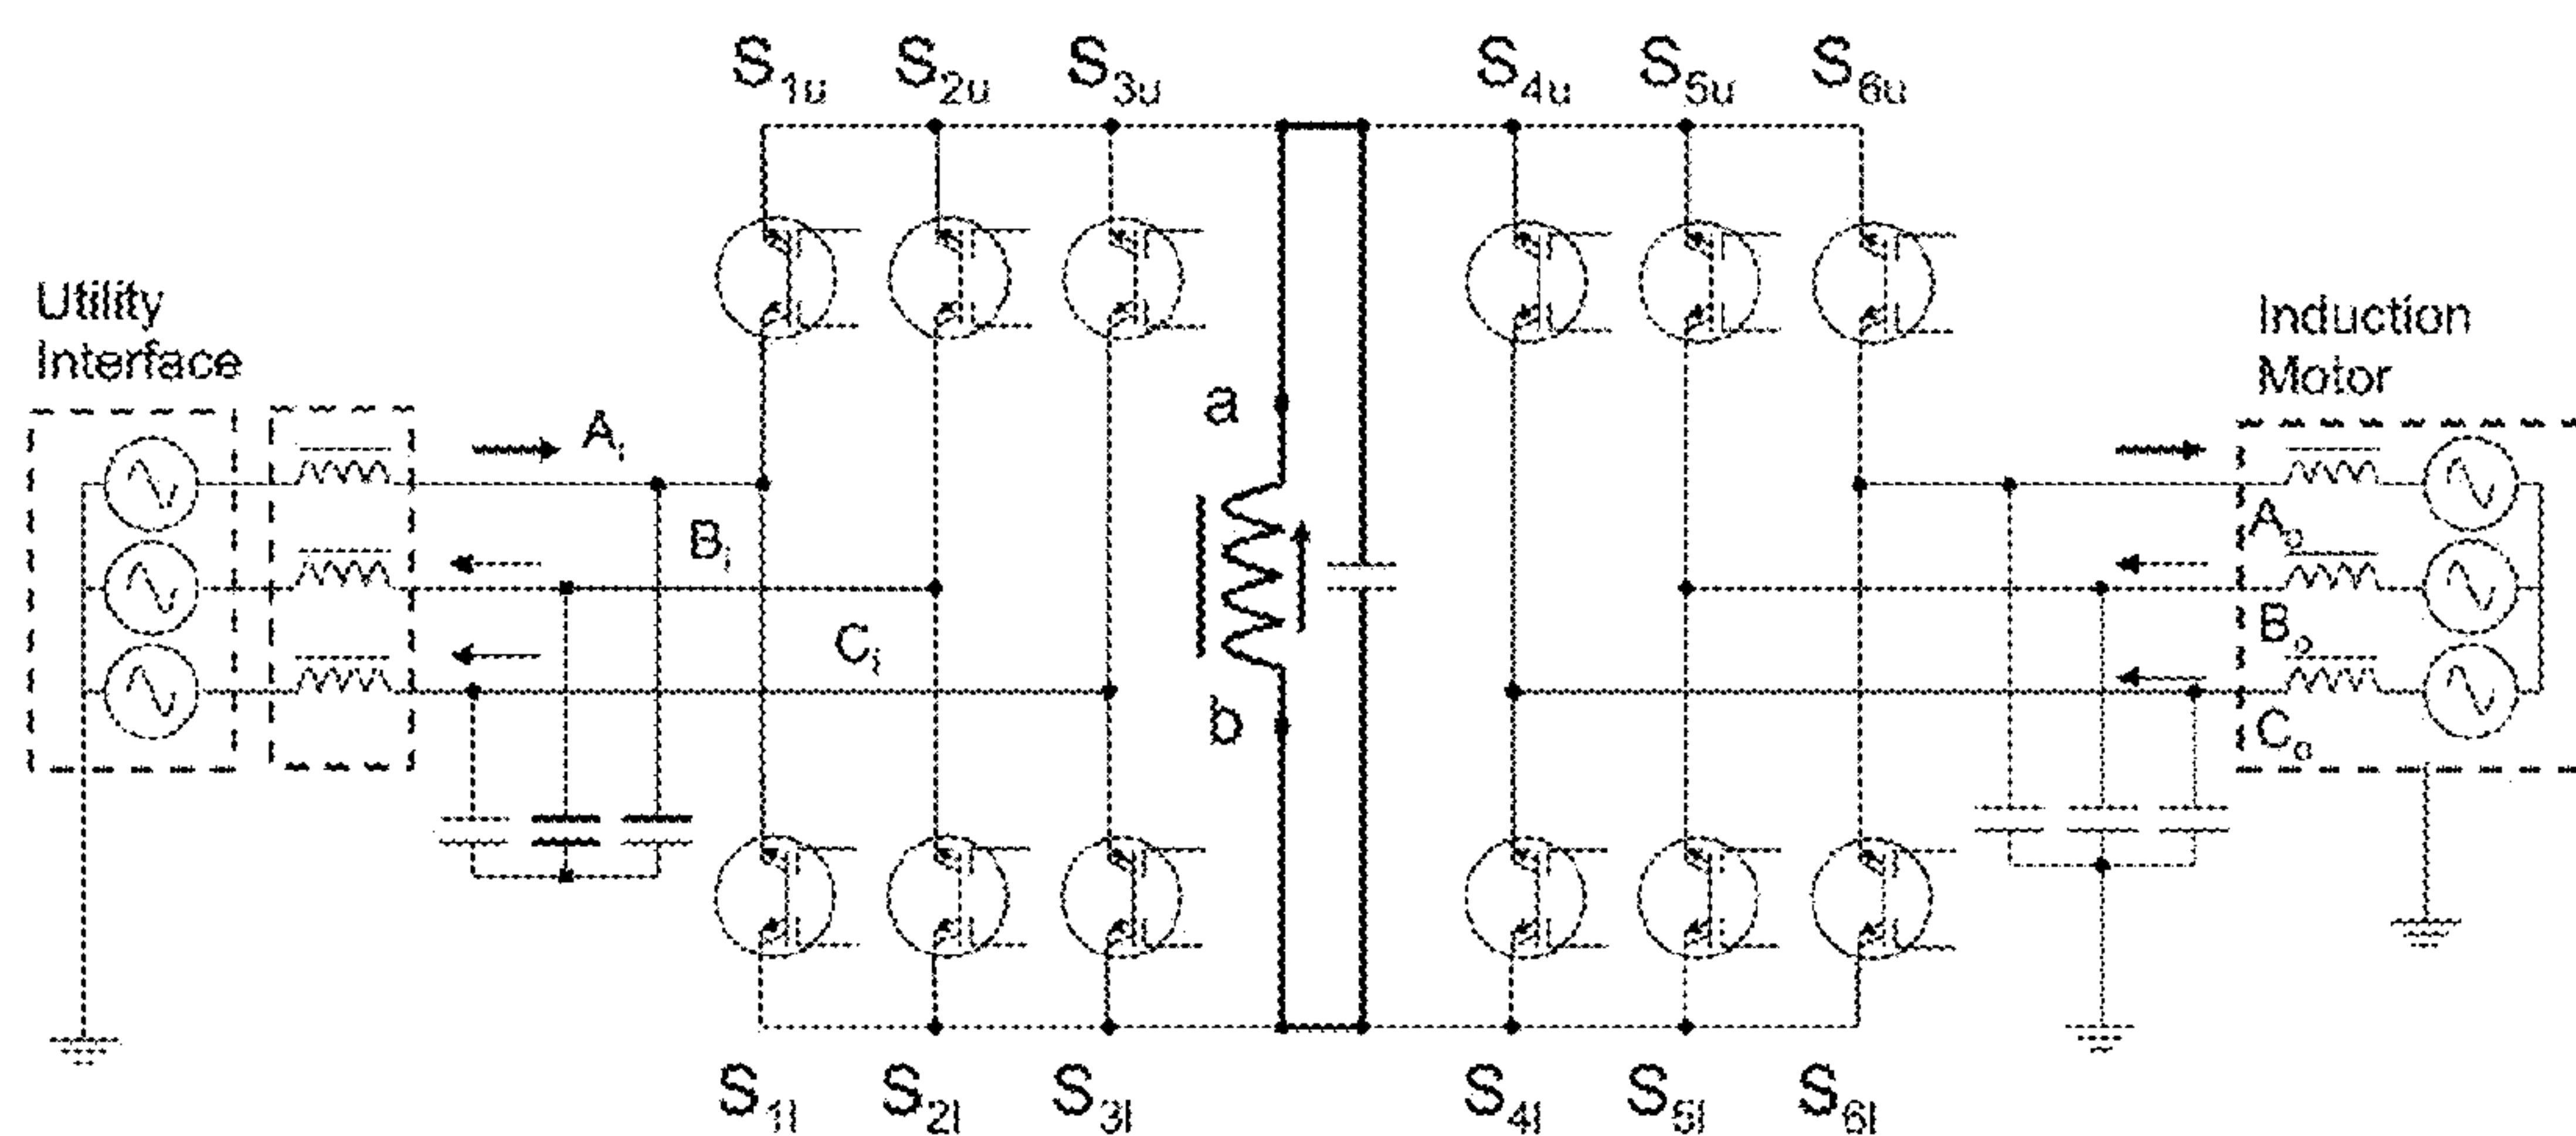 S1u S2u S3u S4u S5u S6u
Utility
Interface
Induction
Motor
a
Ai
Bi
Ci
b
Ao
Bo
Co
S1l S2l S3l S4l S5l S6l